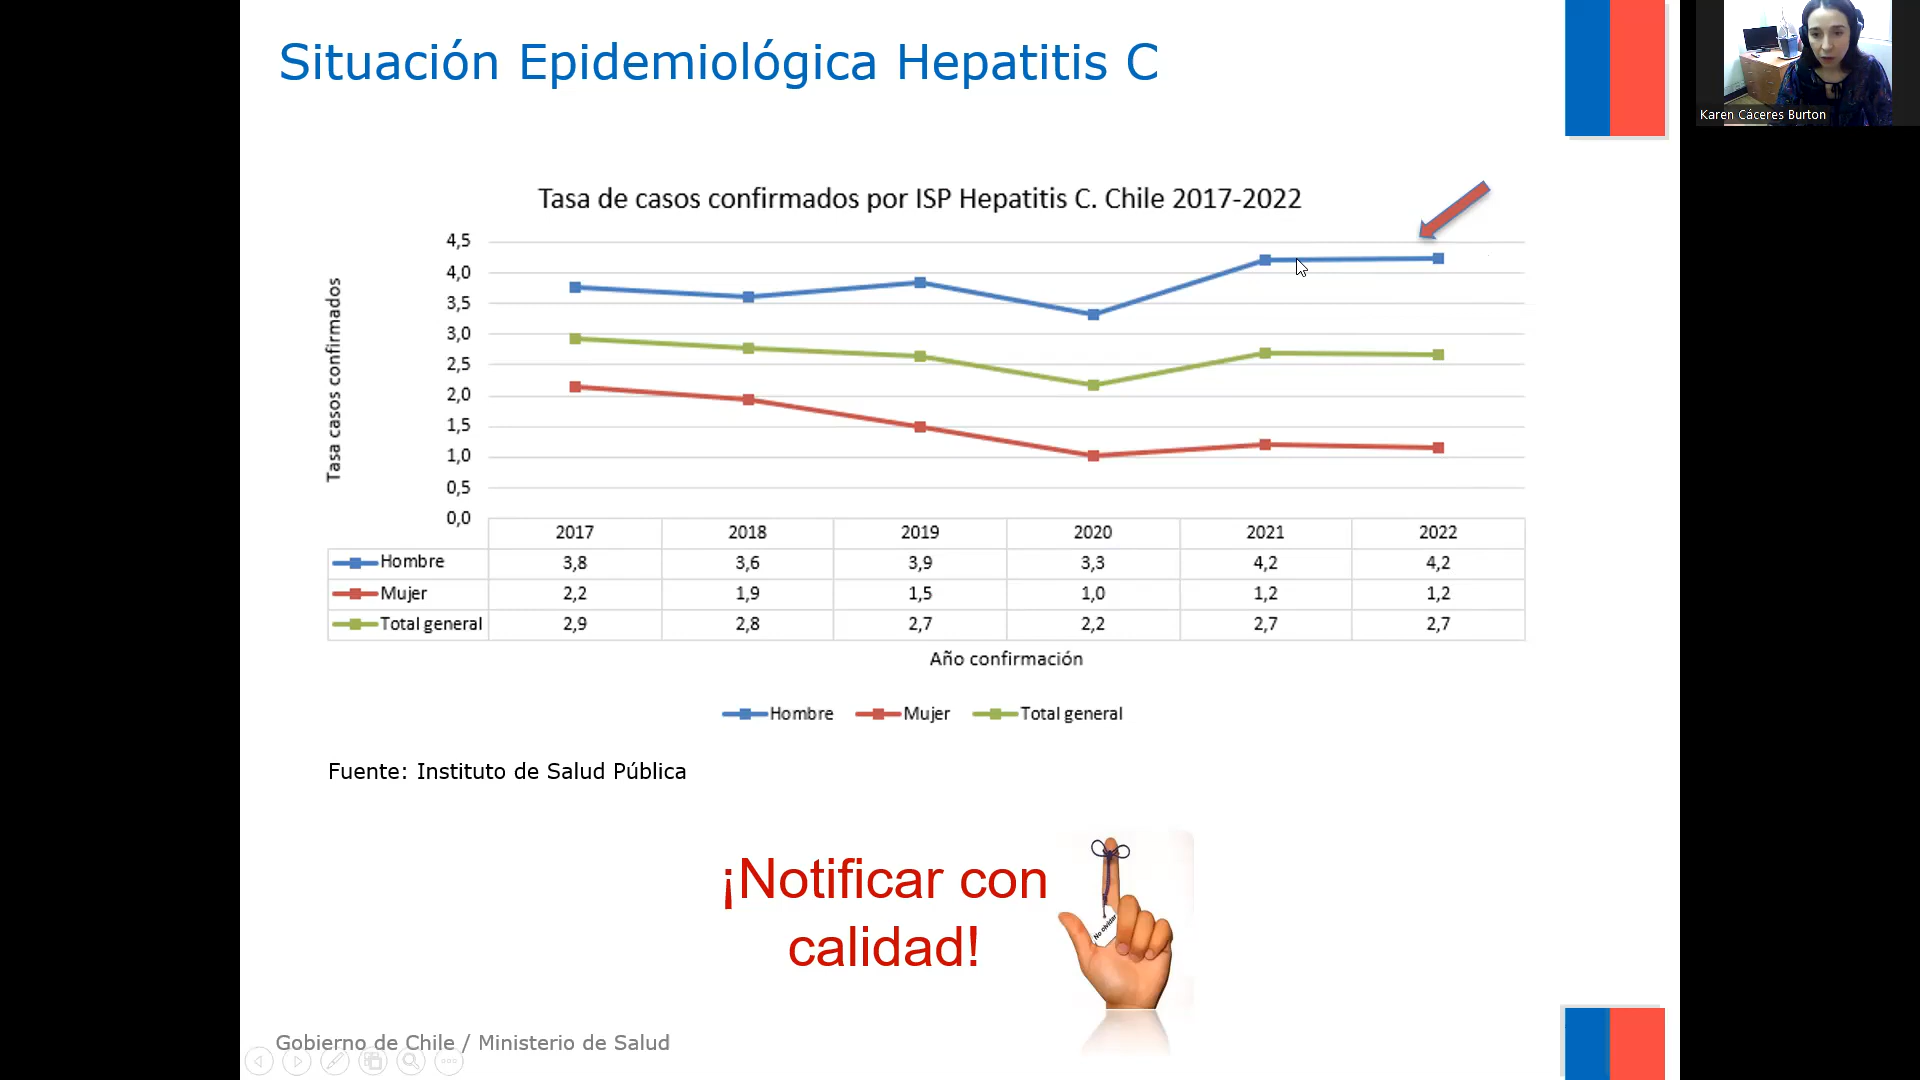 Situación Epidemiológica Hepatitis C
Karen Cáceres Burton
Tasa de casos confirmados por ISP Hepatitis C. Chile 2017-2022
Tasa casos confirmados
4,5
4,0
3,5
3,0
2,5
2,0
1,5
1,0
0,5
0,0
2017 2018 2019 2020 2021 2022
Hombre 3,8 3,6 3,9 3,3 4,2 4,2
Mujer 2,2 1,9 1,5 1,0 1,2 1,2
Total general 2,9 2,8 2,7 2,2 2,7 2,7
Año confirmación
Hombre Mujer Total general
Fuente: Instituto de Salud Pública
¡Notificar con
calidad!
No olvidar
Gobierno de Chile / Ministerio de Salud